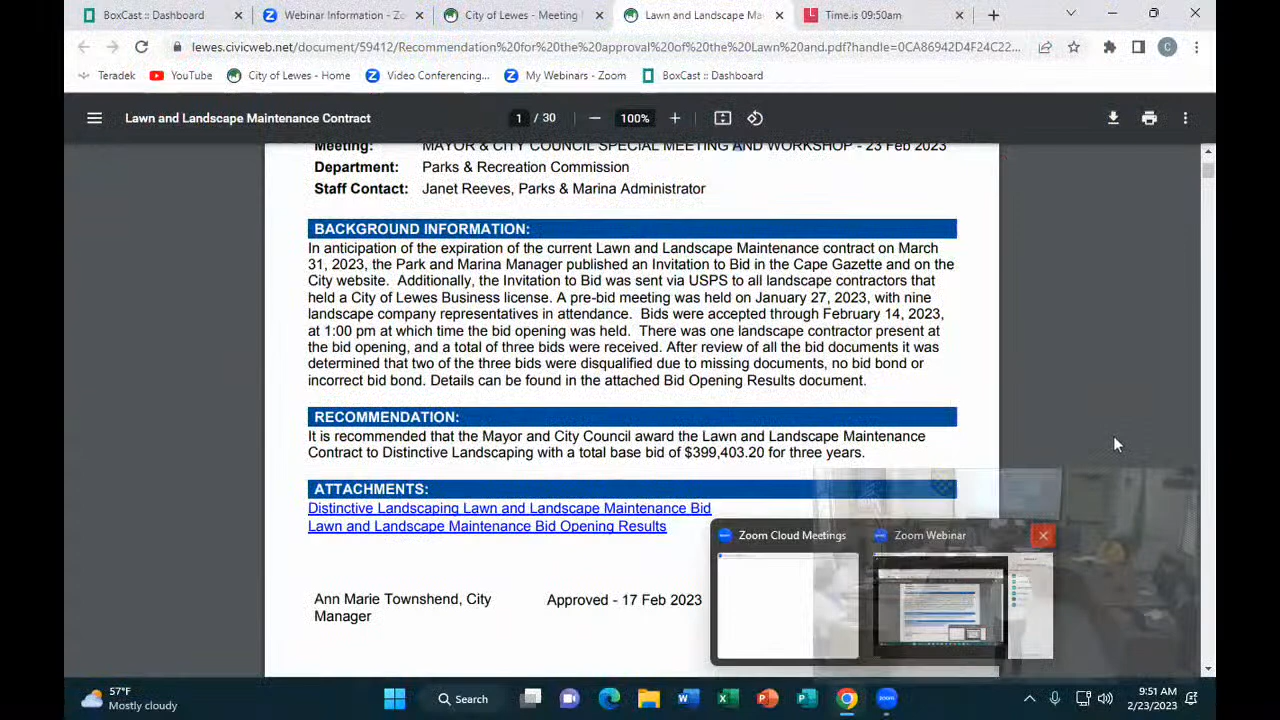 BoxCast :: Dashboard
Webinar Information - Zo
City of Lewes - Meeting
Lawn and Landscape Ma
Time.is 09:50am
lewes.civicweb.net/document/59412/Recommendation%20for%20the%20approval%20of%20the%20Lawn%20and.pdf?handle=0CA86942D4F24C22...
C
Teradek
YouTube
City of Lewes - Home
Video Conferencing...
My Webinars - Zoom
BoxCast :: Dashboard
Lawn and Landscape Maintenance Contract
1 / 30
100%
Meeting: MAYOR & CITY COUNCIL SPECIAL MEETING AND WORKSHOP - 23 Feb 2023
Department: Parks & Recreation Commission
Staff Contact: Janet Reeves, Parks & Marina Administrator
BACKGROUND INFORMATION:
In anticipation of the expiration of the current Lawn and Landscape Maintenance contract on March
31, 2023, the Park and Marina Manager published an Invitation to Bid in the Cape Gazette and on the
City website. Additionally, the Invitation to Bid was sent via USPS to all landscape contractors that
held a City of Lewes Business license. A pre-bid meeting was held on January 27, 2023, with nine
landscape company representatives in attendance. Bids were accepted through February 14, 2023,
at 1:00 pm at which time the bid opening was held. There was one landscape contractor present at
the bid opening, and a total of three bids were received. After review of all the bid documents it was
determined that two of the three bids were disqualified due to missing documents, no bid bond or
incorrect bid bond. Details can be found in the attached Bid Opening Results document.
RECOMMENDATION:
It is recommended that the Mayor and City Council award the Lawn and Landscape Maintenance
Contract to Distinctive Landscaping with a total base bid of $399,403.20 for three years.
ATTACHMENTS:
Distinctive Landscaping Lawn and Landscape Maintenance Bid
Lawn and Landscape Maintenance Bid Opening Results
Zoom Cloud Meetings
Zoom Webinar
Ann Marie Townshend, City
Manager
Approved - 17 Feb 2023
57°F
Mostly cloudy
Search
9:51 AM
2/23/2023